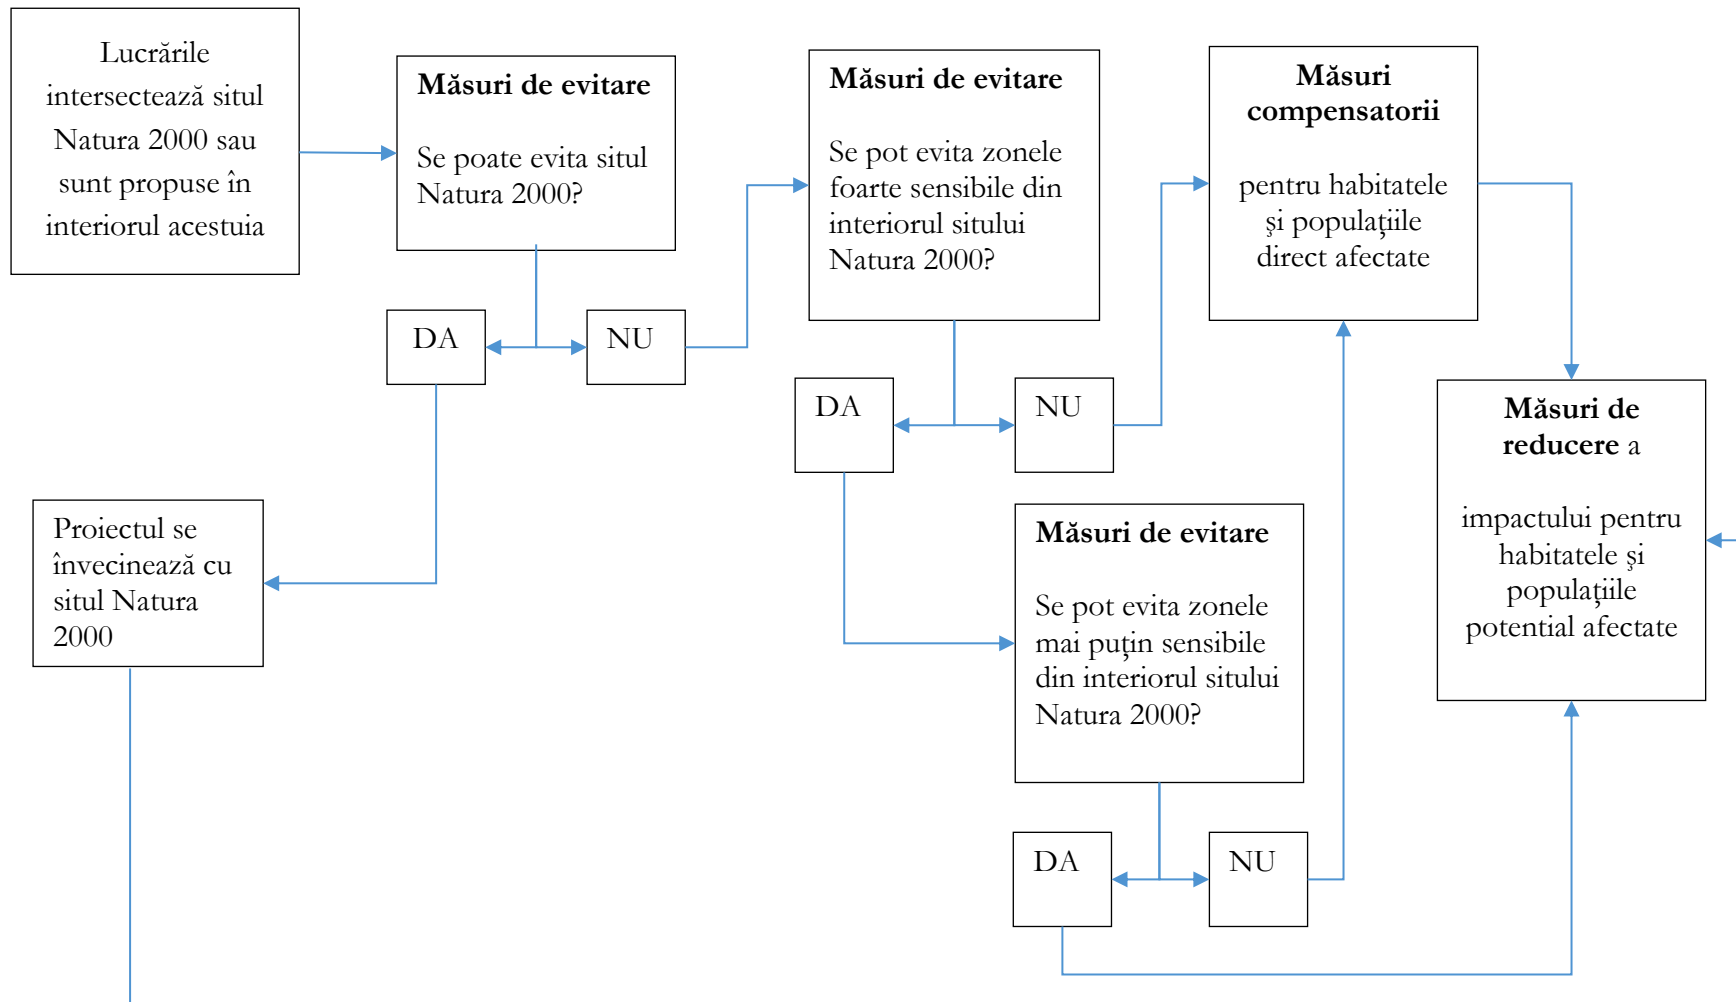 Lucrările
intersectează situl
Natura 2000 sau
sunt propuse în
interiorul acestuia
Măsuri de evitare
Se poate evita situl
Natura 2000?
DA
NU
Proiectul se
învecinează cu
situl Natura
2000
Măsuri de evitare
Se pot evita zonele
foarte sensibile din
interiorul sitului
Natura 2000?
DA
NU
Măsuri de evitare
Se pot evita zonele
mai puțin sensibile
din interiorul sitului
Natura 2000?
DA
NU
Măsuri
compensatorii
pentru habitatele
şi populațiile
direct afectate
Măsuri de
reducere a
impactului pentru
habitatele şi
populațiile
potential afectate